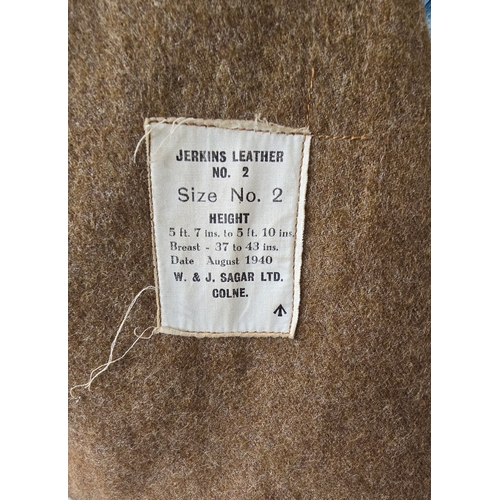 JERKINS LEATHER
NO. 2
Size No. 2
HEIGHT
5 ft. 7 ins. to 5 ft. 10 ins.
Breast - 37 to 43 ins.
Date August 1940
W. & J. SAGAR LTD.
COLNE.